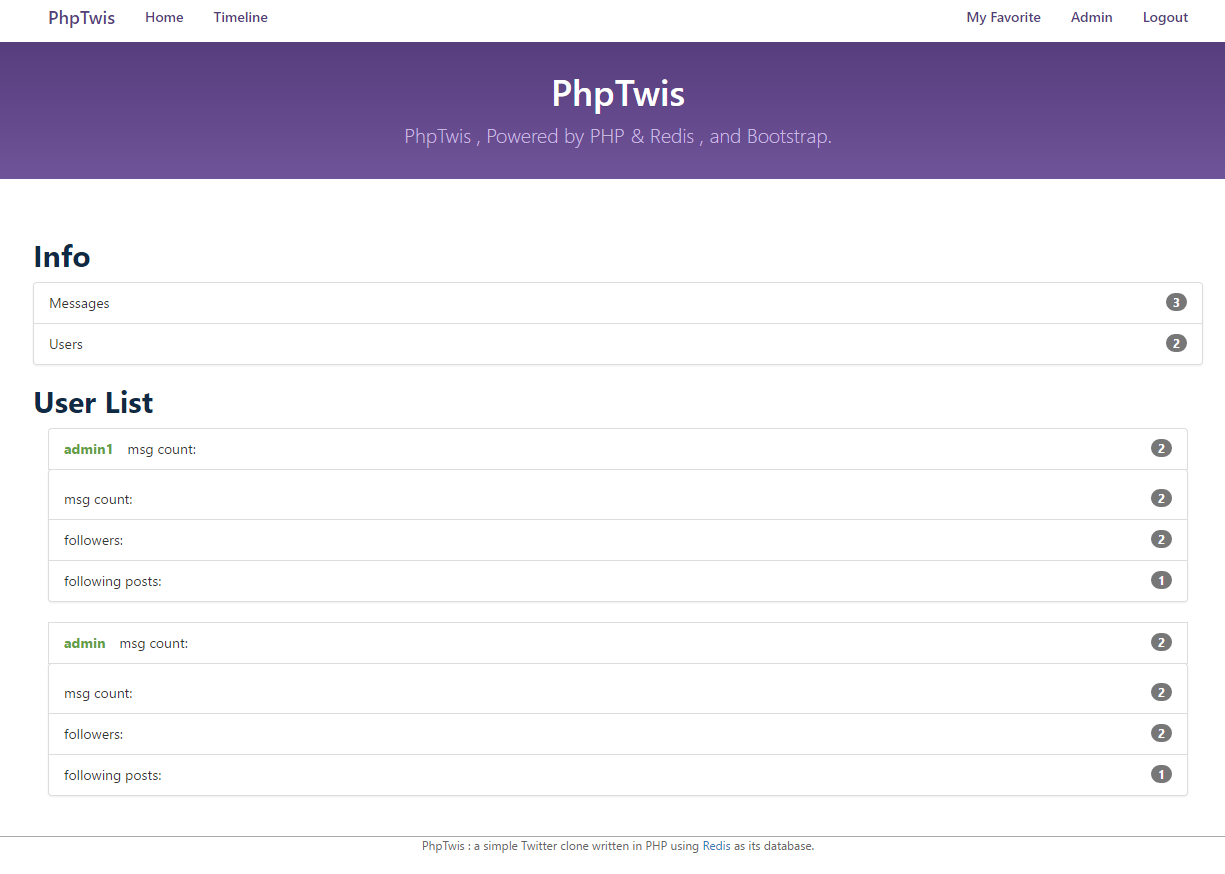 PhpTwis Home Timeline My Favorite Admin Logout
PhpTwis
PhpTwis , Powered by PHP & Redis , and Bootstrap.
Info
Messages 3
Users 2
User List
admin1 msg count: 2
msg count: 2
followers: 2
following posts: 1
admin msg count: 2
msg count: 2
followers: 2
following posts: 1
PhpTwis : a simple Twitter clone written in PHP using Redis as its database.